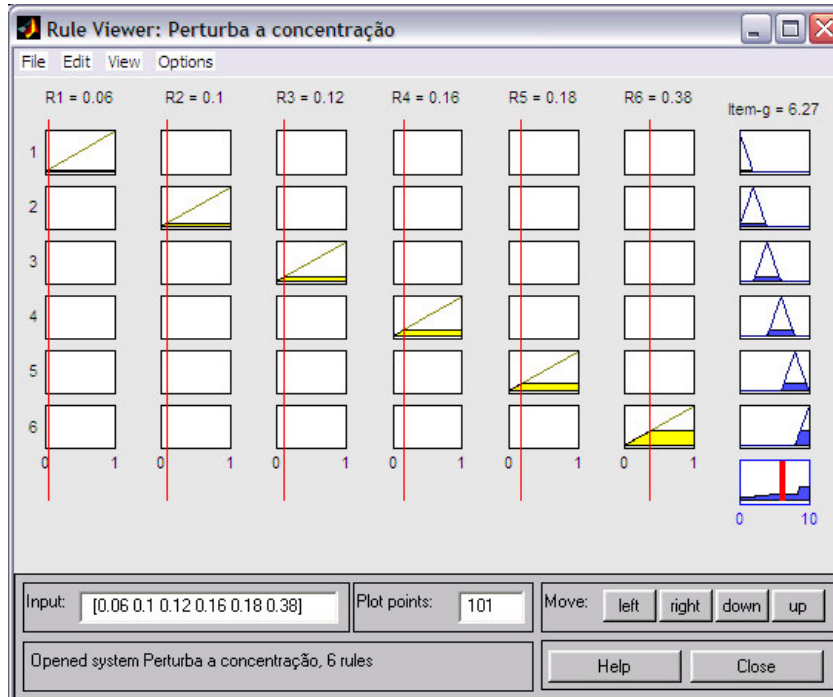 Rule Viewer: Perturba a concentração
File Edit View Options
R1 = 0.06 R2 = 0.1 R3 = 0.12 R4 = 0.16 R5 = 0.18 R6 = 0.38 Item-g = 6.27
1
2
3
4
5
6
0 1 0 1 0 1 0 1 0 1 0 1
0 10
Input: [0.06 0.1 0.12 0.16 0.18 0.38] Plot points: 101 Move: left right down up
Opened system Perturba a concentração, 6 rules Help Close